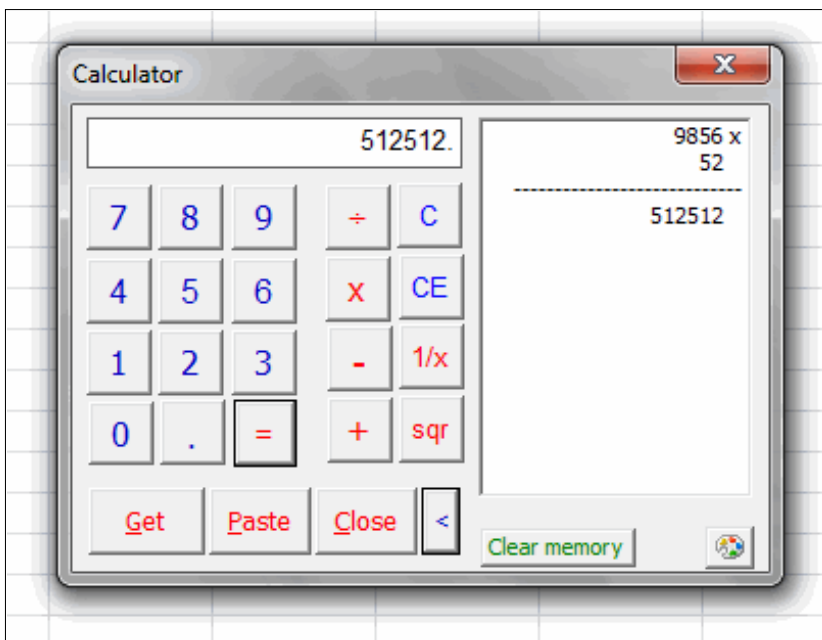 Calculator
x
512512.
7 8 9 ÷ C
4 5 6 x CE
1 2 3 - 1/x
0 . = + sqr
Get Paste Close <
9856 x
52
----------------------------
512512
Clear memory